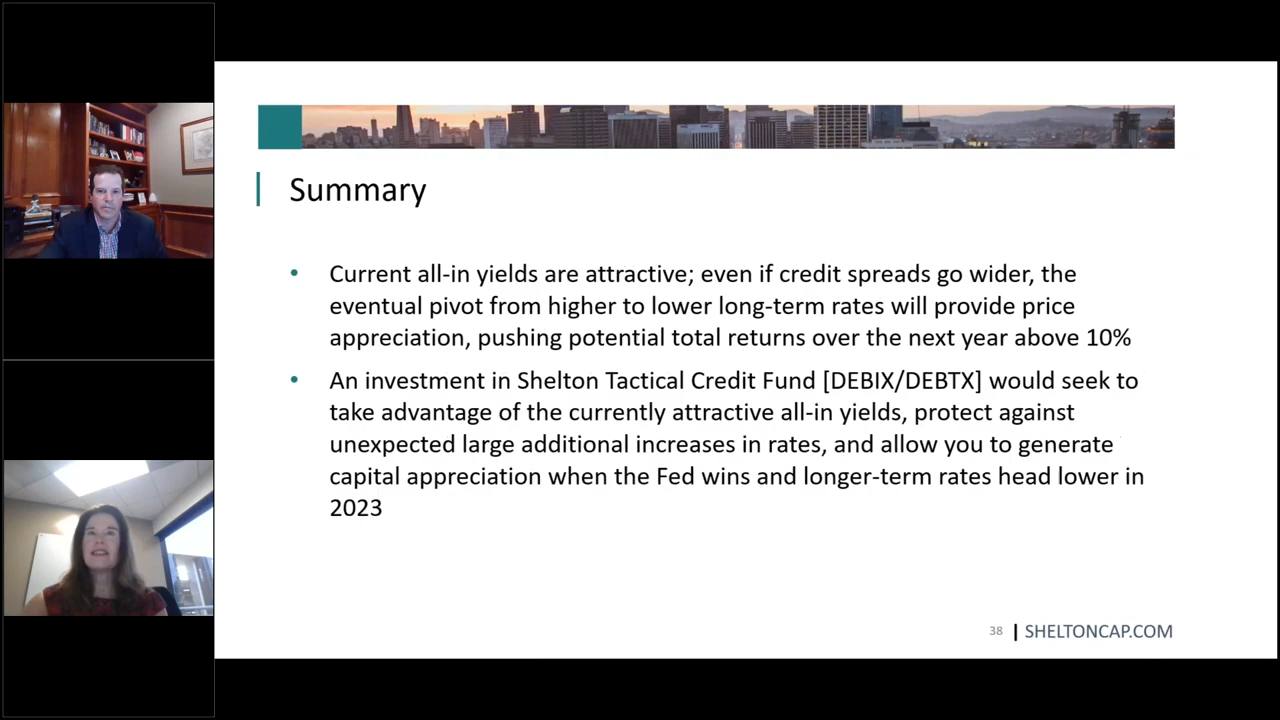 Summary
• Current all-in yields are attractive; even if credit spreads go wider, the
eventual pivot from higher to lower long-term rates will provide price
appreciation, pushing potential total returns over the next year above 10%
• An investment in Shelton Tactical Credit Fund [DEBIX/DEBTX] would seek to
take advantage of the currently attractive all-in yields, protect against
unexpected large additional increases in rates, and allow you to generate
capital appreciation when the Fed wins and longer-term rates head lower in
2023
38 | SHELTONCAP.COM